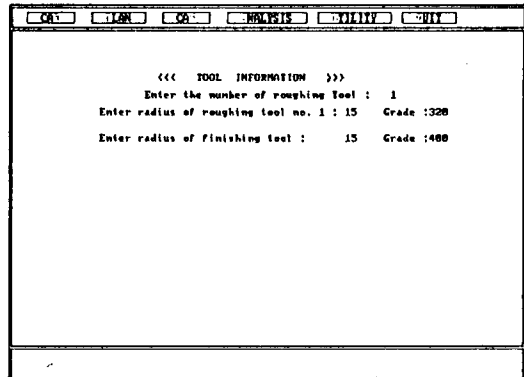 <<< TOOL INFORMATION >>>
Enter the number of roughing Tool : 1
Enter radius of roughing tool no. 1 : 15 Grade :320
Enter radius of finishing tool : 15 Grade :400